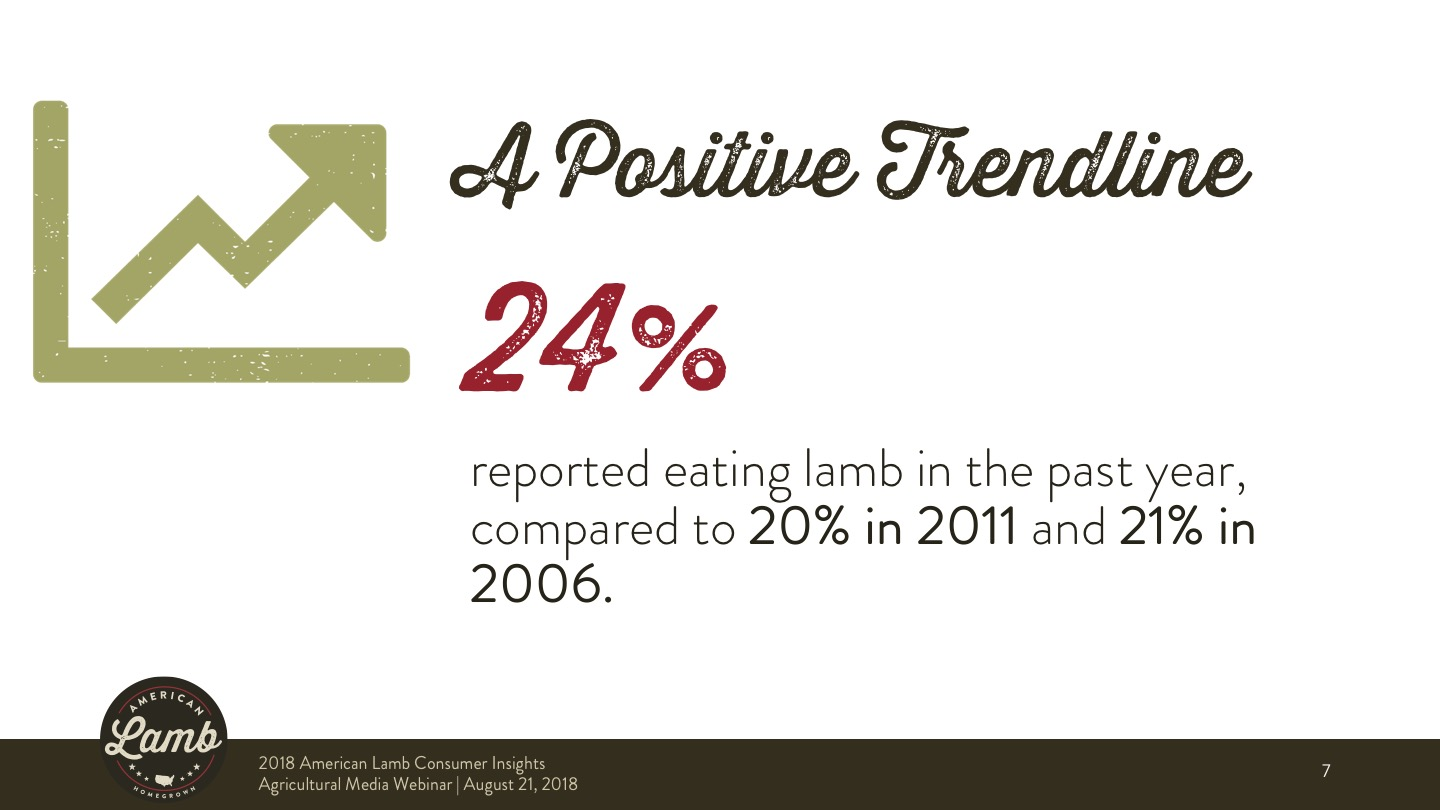 A Positive Trendline
24%
reported eating lamb in the past year,
compared to 20% in 2011 and 21% in
2006.
AMERICAN
Lamb
HOMEGROWN
2018 American Lamb Consumer Insights
Agricultural Media Webinar | August 21, 2018
7